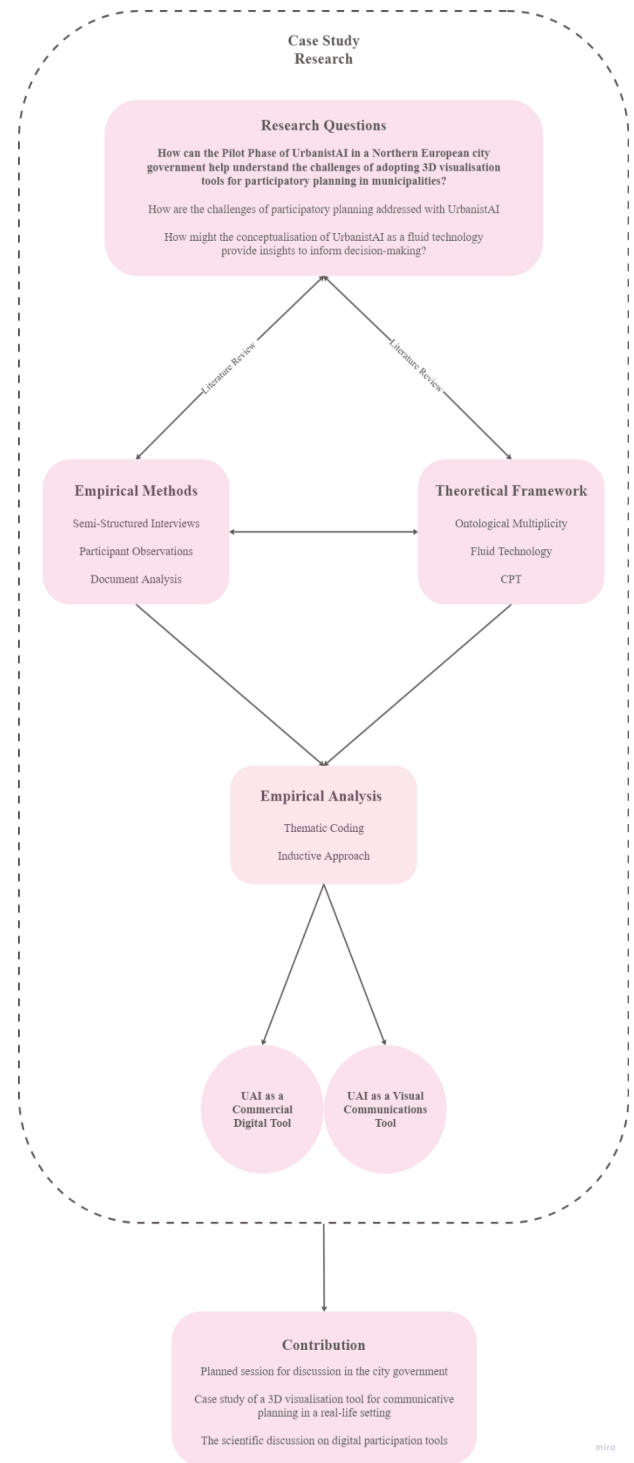 Case Study
Research
Research Questions
How can the Pilot Phase of UrbanistAI in a Northern European city
government help understand the challenges of adopting 3D visualisation
tools for participatory planning in municipalities?
How are the challenges of participatory planning addressed with UrbanistAI
How might the conceptualisation of UrbanistAI as a fluid technology
provide insights to inform decision-making?
Literature Review
Literature Review
Empirical Methods
Semi-Structured Interviews
Participant Observations
Document Analysis
Theoretical Framework
Ontological Multiplicity
Fluid Technology
CPT
Empirical Analysis
Thematic Coding
Inductive Approach
UAI as a
Commercial
Digital Tool
UAI as a Visual
Communications
Tool
Contribution
Planned session for discussion in the city government
Case study of a 3D visualisation tool for communicative
planning in a real-life setting
The scientific discussion on digital participation tools
miro